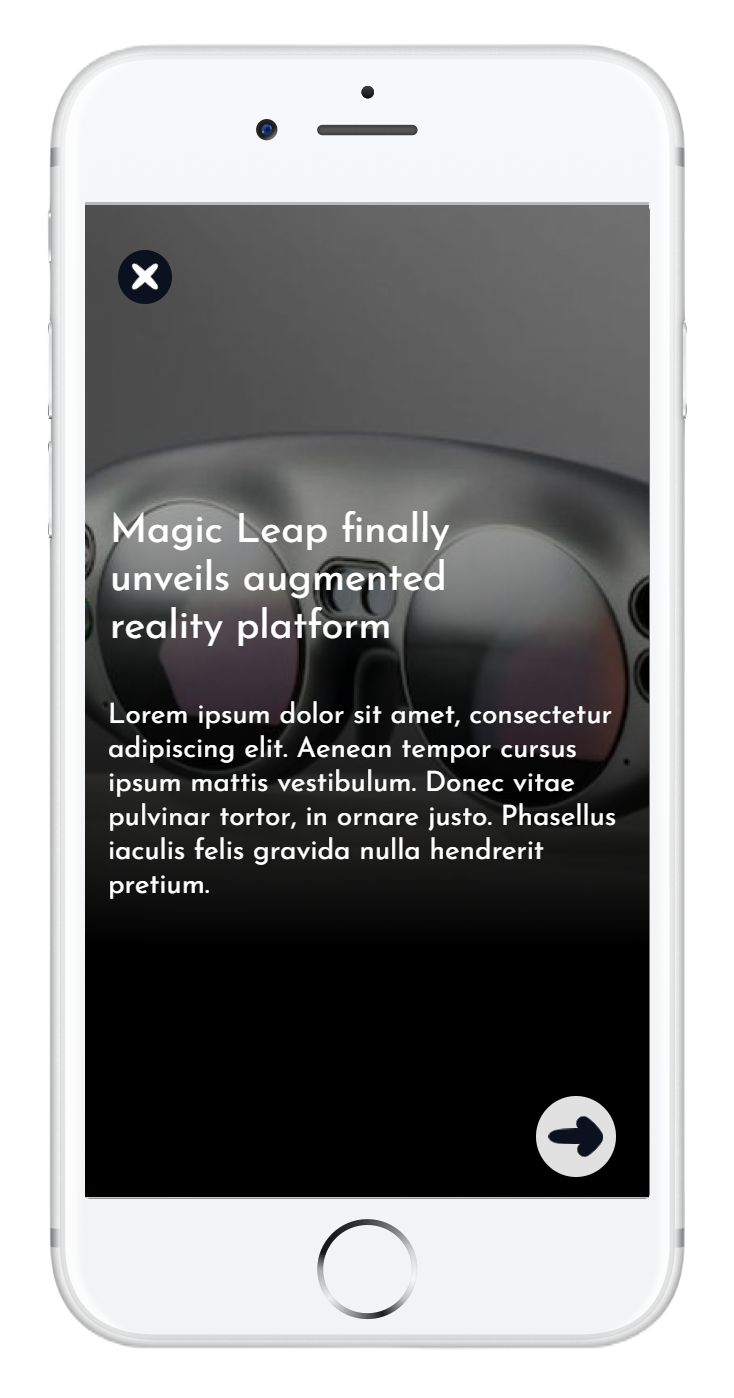 Magic Leap finally
unveils augmented
reality platform
Lorem ipsum dolor sit amet, consectetur
adipiscing elit. Aenean tempor cursus
ipsum mattis vestibulum. Donec vitae
pulvinar tortor, in ornare justo. Phasellus
iaculis felis gravida nulla hendrerit
pretium.